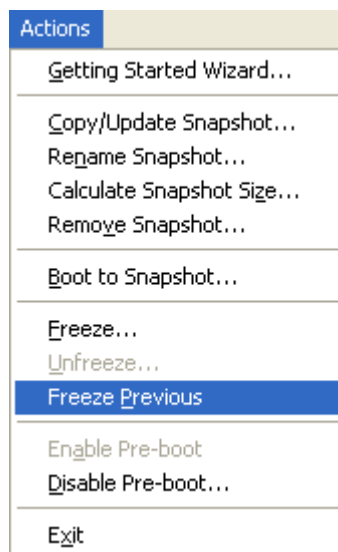 Actions
Getting Started Wizard...
Copy/Update Snapshot...
Rename Snapshot...
Calculate Snapshot Size...
Remove Snapshot...
Boot to Snapshot...
Freeze...
Unfreeze...
Freeze Previous
Enable Pre-boot
Disable Pre-boot...
Exit